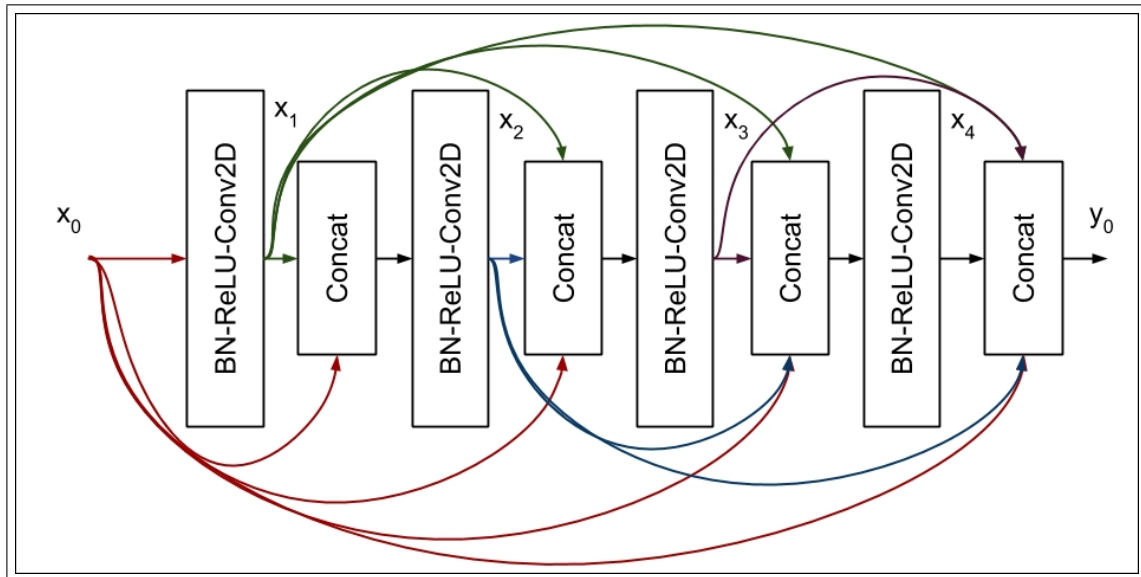 x0
BN-ReLU-Conv2D
x1
Concat
BN-ReLU-Conv2D
x2
Concat
BN-ReLU-Conv2D
x3
Concat
BN-ReLU-Conv2D
x4
Concat
y0